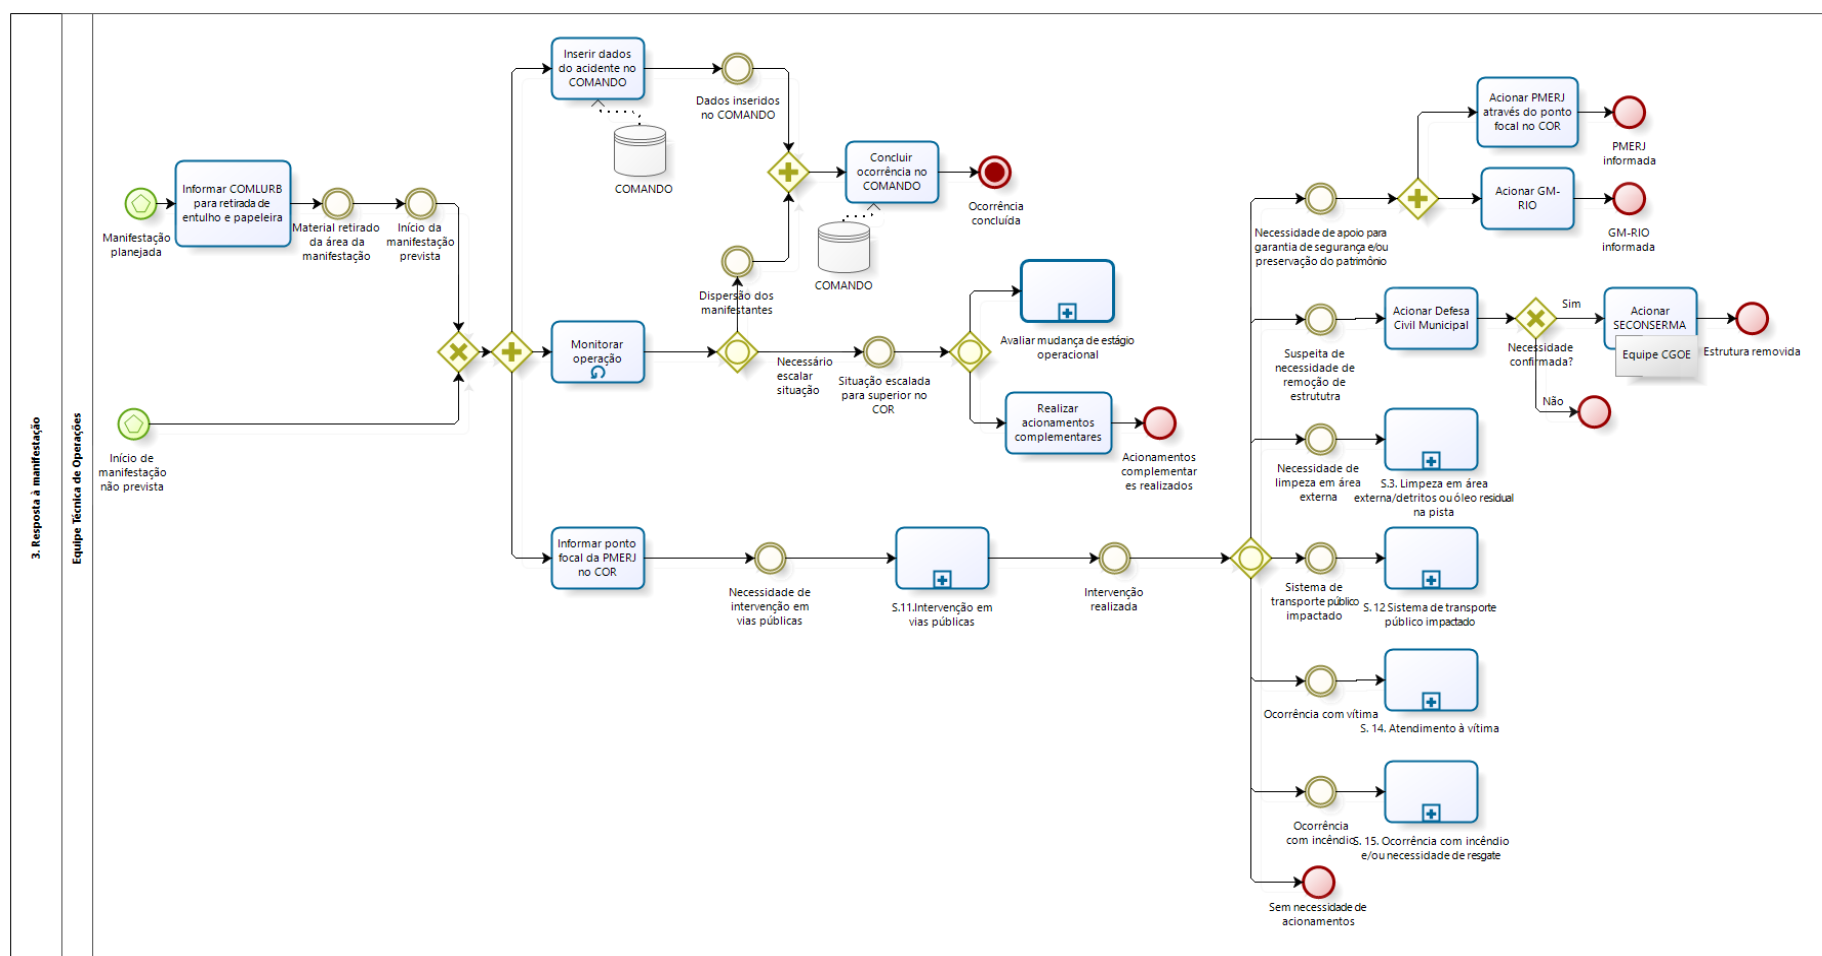 3. Resposta à manifestação
Equipe Técnica de Operações
Manifestação
planejada
Informar COMLURB
para retirada de
entulho e papeleira
Material retirado
da área da
manifestação
Início da
manifestação
prevista
Início de
manifestação
não prevista
Inserir dados
do acidente no
COMANDO
COMANDO
Dados inseridos
no COMANDO
Concluir
ocorrência no
COMANDO
COMANDO
Ocorrência
concluída
Monitorar
operação
Dispersão dos
manifestantes
Necessário
escalar
situação
Situação escalada
para superior no
COR
Avaliar mudança de estágio
operacional
Realizar
acionamentos
complementares
Acionamentos
complementar
es realizados
Informar ponto
focal da PMERJ
no COR
Necessidade de
intervenção em
vias públicas
S.11.Intervenção em
vias públicas
Intervenção
realizada
Necessidade de apoio para
garantia de segurança e/ou
preservação do patrimônio
Acionar PMERJ
através do ponto
focal no COR
PMERJ
informada
Acionar GM-
RIO
GM-RIO
informada
Suspeita de
necessidade de
remoção de
estrututra
Acionar Defesa
Civil Municipal
Necessidade
confirmada?
Sim
Não
Acionar
SECONSERMA
Equipe CGOE
Estrutura removida
Necessidade de
limpeza em área
externa
S.3. Limpeza em área
externa/detritos ou óleo residual
na pista
Sistema de
transporte público
impactado
S. 12 Sistema de transporte
público impactado
Ocorrência com vítima
S. 14. Atendimento à vítima
Ocorrência
com incêndio
S. 15. Ocorrência com incêndio
e/ou necessidade de resgate
Sem necessidade de
acionamentos